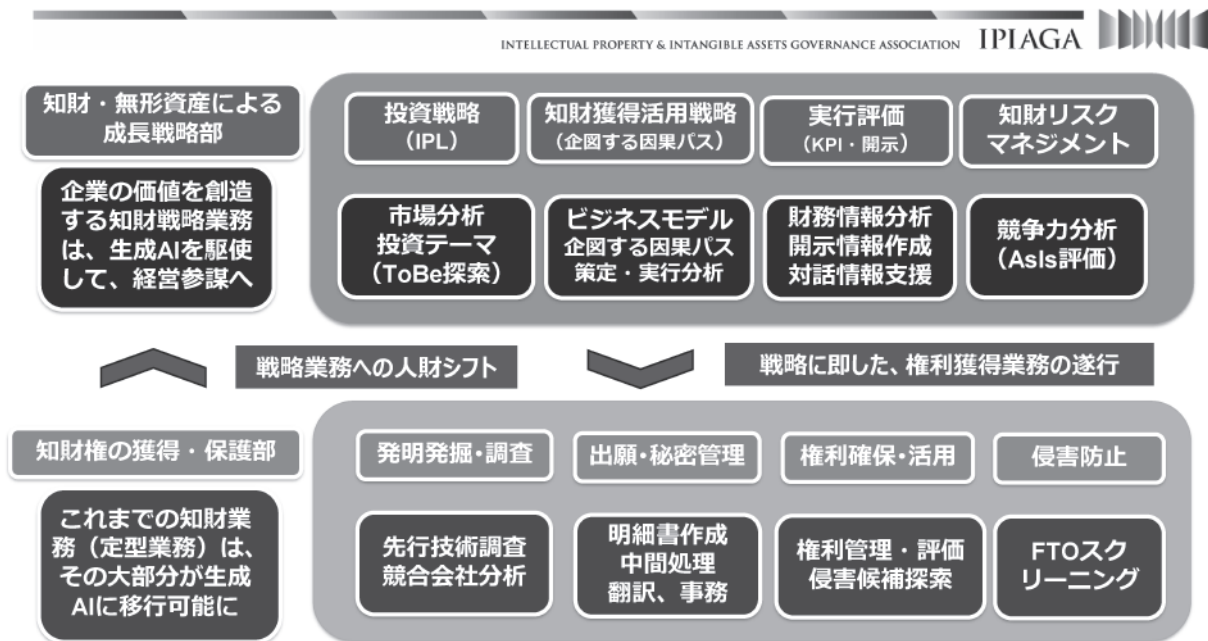 INTELLECTUAL PROPERTY & INTANGIBLE ASSETS GOVERNANCE ASSOCIATION IPIAGA
知財・無形資産による
成長戦略部
投資戦略
(IPL)
知財獲得活用戦略
(企図する因果パス)
実行評価
(KPI・開示)
知財リスク
マネジメント
企業の価値を創造
する知財戦略業務
は、生成AIを駆使
して、経営参謀へ
市場分析
投資テーマ
(ToBe探索)
ビジネスモデル
企図する因果パス
策定・実行分析
財務情報分析
開示情報作成
対話情報支援
競争力分析
(AsIs評価)
戦略業務への人財シフト
戦略に即した、権利獲得業務の遂行
知財権の獲得・保護部
発明発掘・調査
出願・秘密管理
権利確保・活用
侵害防止
これまでの知財業
務（定型業務）は、
その大部分が生成
AIに移行可能に
先行技術調査
競合会社分析
明細書作成
中間処理
翻訳、事務
権利管理・評価
侵害候補探索
FTOスク
リーニング